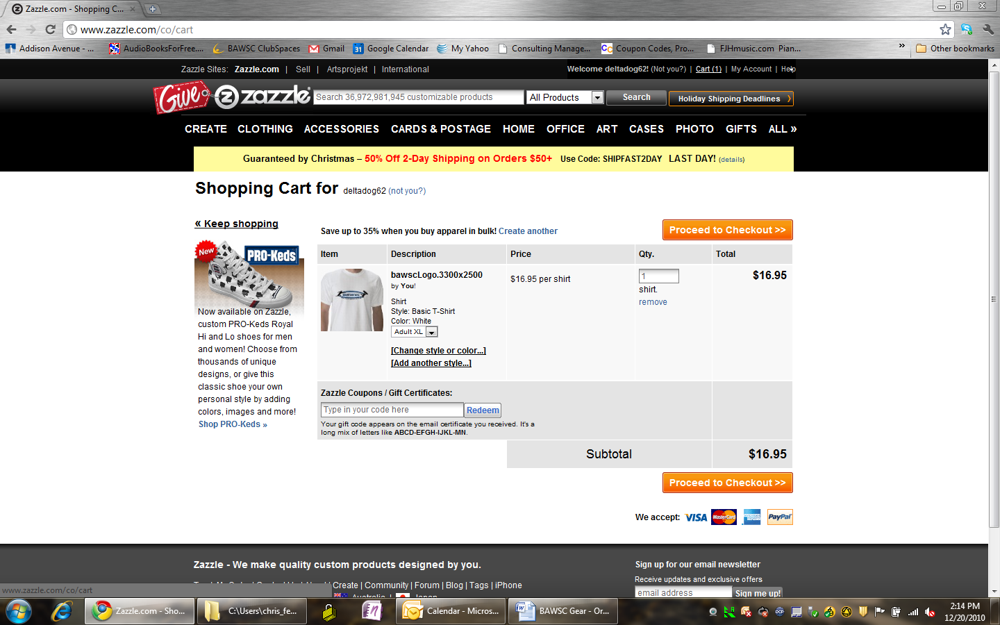 Zazzle.com - Shopping C...
www.zazzle.com/co/cart
Addison Avenue - ... AudioBooksForFree.... BAWSC ClubSpaces Gmail 31 Google Calendar My Yahoo Consulting Manage... Coupon Codes, Pro... FJHmusic.com Pian... » Other bookmarks
Zazzle Sites: Zazzle.com | Sell | Artsprojekt | International Welcome deltadog62! (Not you?) | Cart (1) | My Account | Help
Give zazzle Search 36,972,981,945 customizable products All Products Search Holiday Shipping Deadlines ⟩
CREATE CLOTHING ACCESSORIES CARDS & POSTAGE HOME OFFICE ART CASES PHOTO GIFTS ALL »
Guaranteed by Christmas – 50% Off 2-Day Shipping on Orders $50+ Use Code: SHIPFAST2DAY LAST DAY! (details)
Shopping Cart for deltadog62 (not you?)
« Keep shopping
New PRO-Keds
Now available on Zazzle,
custom PRO-Keds Royal
Hi and Lo shoes for men
and women! Choose from
thousands of unique
designs, or give this
classic shoe your own
personal style by adding
colors, images and more!
Shop PRO-Keds »
Save up to 35% when you buy apparel in bulk! Create another Proceed to Checkout >>
Item Description Price Qty. Total
bawscLogo.3300x2500
by You!
Shirt
Style: Basic T-Shirt
Color: White
Adult XL
[Change style or color...]
[Add another style...]
$16.95 per shirt
1
shirt.
remove
$16.95
Zazzle Coupons / Gift Certificates:
Type in your code here Redeem
Your gift code appears on the email certificate you received. It's a
long mix of letters like ABCD-EFGH-IJKL-MN.
Subtotal $16.95
Proceed to Checkout >>
We accept: VISA MasterCard PayPal
Zazzle - We make quality custom products designed by you.
Create | Community | Forum | Blog | Tags | iPhone
Australia | Japan
Sign up for our email newsletter
Receive updates and exclusive offers
email address Sign me up!
www.zazzle.com/co/cart
Zazzle.com - Sho... C:\Users\chris_fe... Calendar - Micros... BAWSC Gear - Or... 2:14 PM
12/20/2010